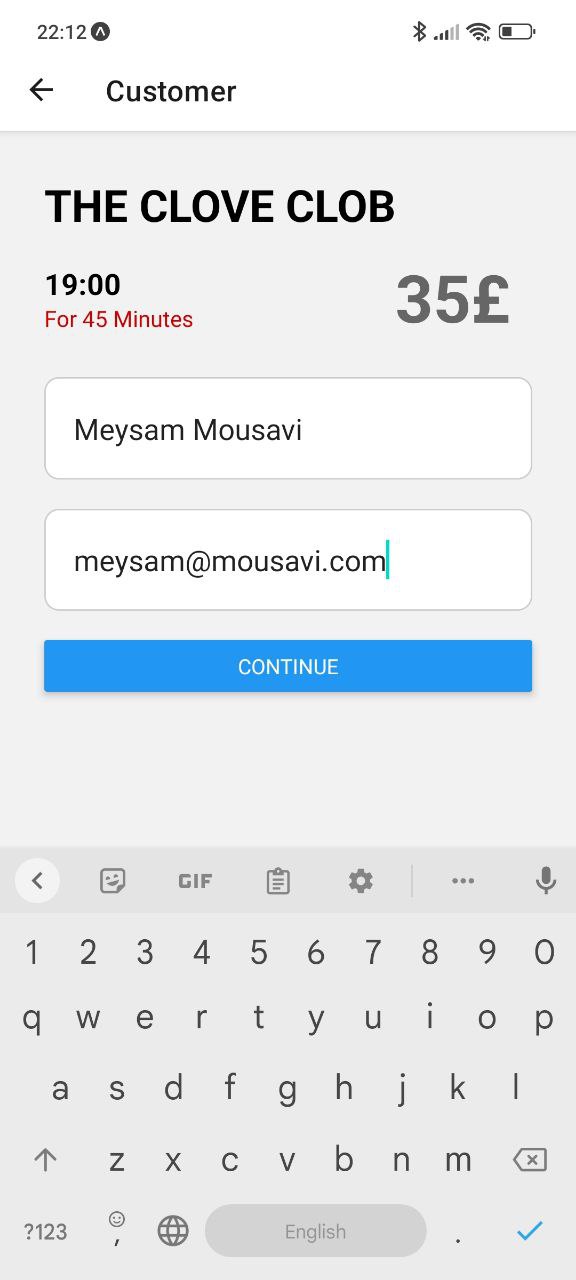 22:12
Customer
THE CLOVE CLOB
19:00
For 45 Minutes
35£
Meysam Mousavi
meysam@mousavi.com
CONTINUE
GIF
1 2 3 4 5 6 7 8 9 0
q w e r t y u i o p
a s d f g h j k l
z x c v b n m
?123 , English .